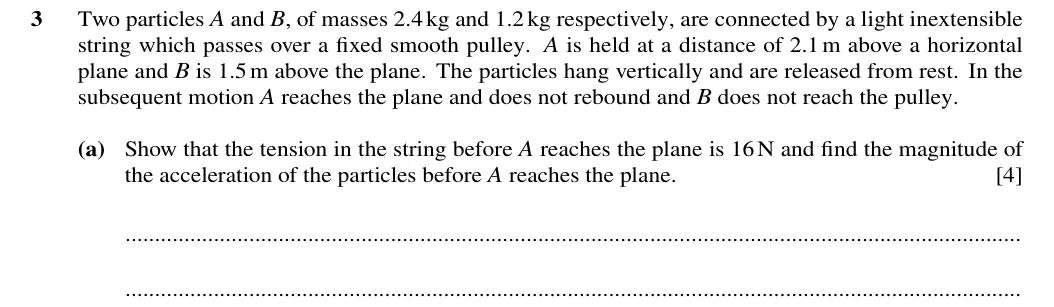 3 Two particles A and B, of masses 2.4 kg and 1.2 kg respectively, are connected by a light inextensible
string which passes over a fixed smooth pulley. A is held at a distance of 2.1 m above a horizontal
plane and B is 1.5 m above the plane. The particles hang vertically and are released from rest. In the
subsequent motion A reaches the plane and does not rebound and B does not reach the pulley.
(a) Show that the tension in the string before A reaches the plane is 16 N and find the magnitude of
the acceleration of the particles before A reaches the plane. [4]